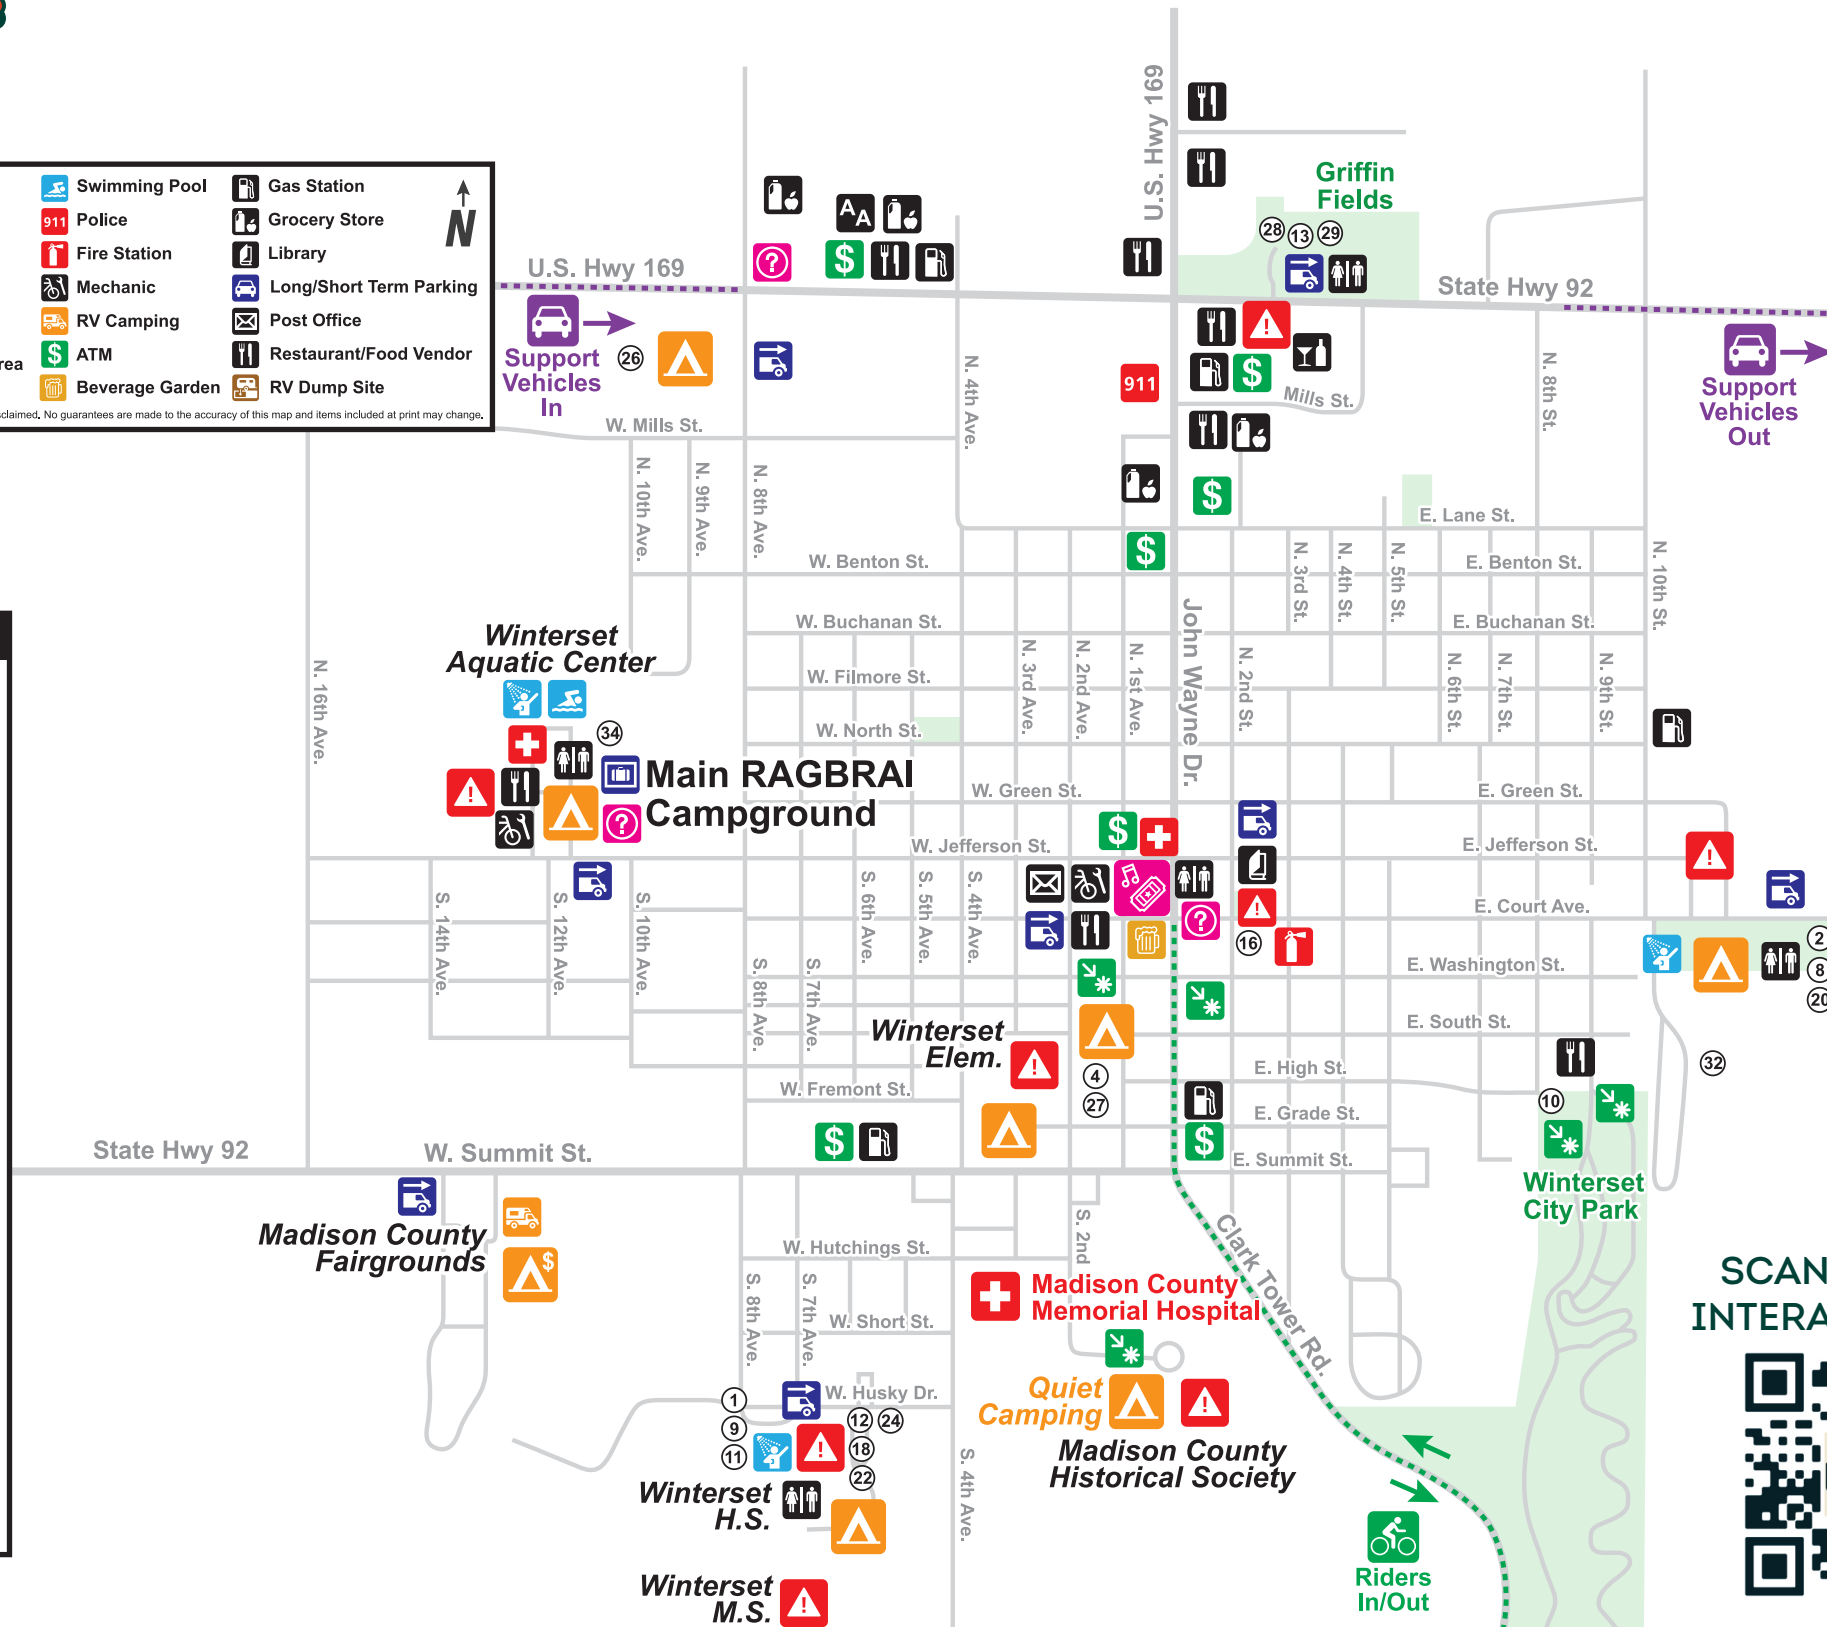 Swimming Pool
Police
911
Fire Station
Mechanic
RV Camping
$
ATM
Beverage Garden
Gas Station
Grocery Store
Library
Long/Short Term Parking
Post Office
Restaurant/Food Vendor
RV Dump Site
N
No guarantees are made to the accuracy of this map and items included at print may change.
U.S. Hwy 169
Support
Vehicles
In
26
?
AA
$
U.S. Hwy 169
Griffin
Fields
28
13
29
State Hwy 92
Support
Vehicles
Out
!
911
$
Mills St.
W. Mills St.
N. 4th Ave.
N. 8th St.
N. 10th Ave.
N. 9th Ave.
N. 8th Ave.
$
$
E. Lane St.
W. Benton St.
E. Benton St.
N. 3rd St.
N. 4th St.
N. 5th St.
N. 10th St.
W. Buchanan St.
E. Buchanan St.
John Wayne Dr.
Winterset
Aquatic Center
N. 16th Ave.
W. Filmore St.
N. 3rd Ave.
N. 2nd Ave.
N. 1st Ave.
N. 2nd St.
N. 6th St.
N. 7th St.
N. 9th St.
W. North St.
34
Main RAGBRAI
Campground
!
?
W. Green St.
E. Green St.
W. Jefferson St.
$
E. Jefferson St.
!
S. 14th Ave.
S. 12th Ave.
S. 10th Ave.
S. 6th Ave.
S. 5th Ave.
S. 4th Ave.
?
!
16
E. Court Ave.
2
8
20
S. 8th Ave.
S. 7th Ave.
E. Washington St.
Winterset
Elem.
!
E. South St.
4
27
E. High St.
32
W. Fremont St.
E. Grade St.
10
$
$
State Hwy 92
W. Summit St.
E. Summit St.
Winterset
City Park
Madison County
Fairgrounds
$
W. Hutchings St.
S. 2nd
Clark Tower Rd.
S. 8th Ave.
S. 7th Ave.
Madison County
Memorial Hospital
W. Short St.
SCAN
Quiet
Camping
!
Madison County
Historical Society
W. Husky Dr.
1
9
11
!
12
24
18
22
Winterset
H.S.
S. 4th Ave.
Winterset
M.S.
!
Riders
In/Out